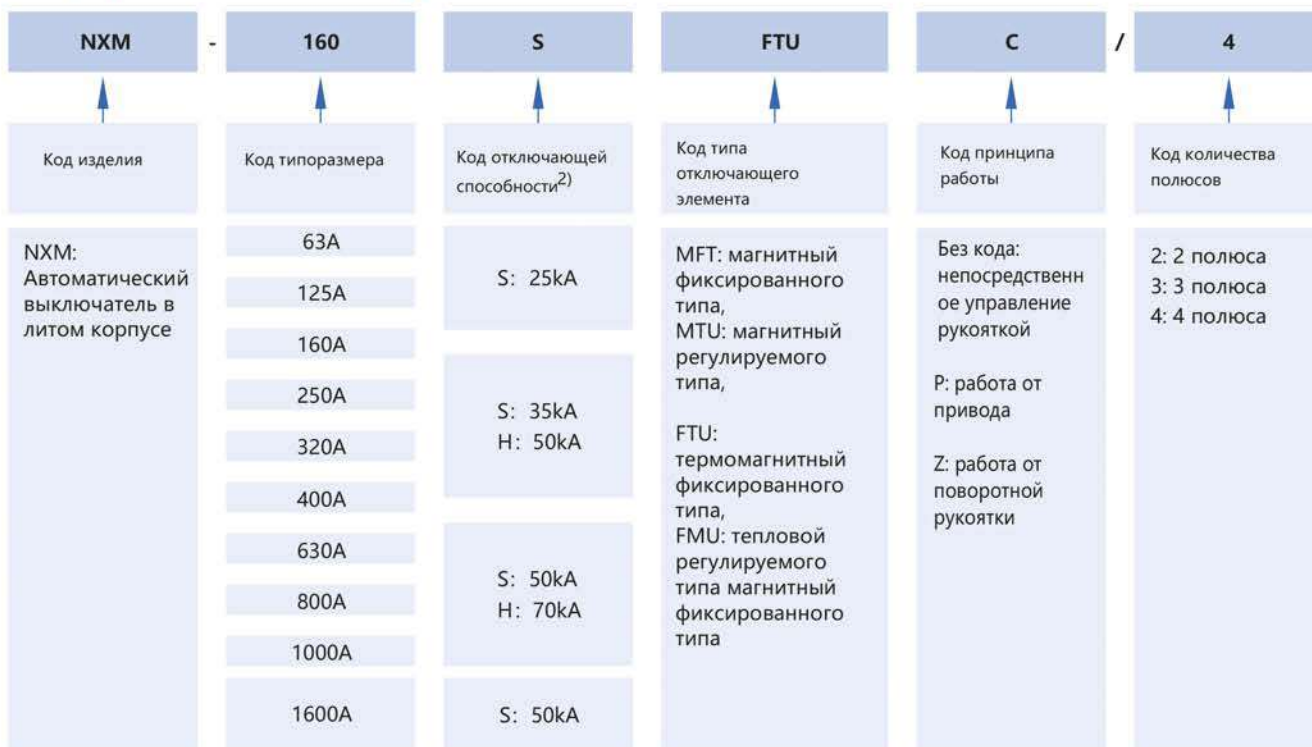 NXM - 160 S FTU C / 4
Код изделия
Код типоразмера
Код отключающей
способности2)
Код типа
отключающего
элемента
Код принципа
работы
Код количества
полюсов
NXM:
Автоматический
выключатель в
литом корпусе
63A
125A
160A
250A
320A
400A
630A
800A
1000A
1600A
S: 25kA
S: 35kA
H: 50kA
S: 50kA
H: 70kA
S: 50kA
MFT: магнитный
фиксированного
типа,
MTU: магнитный
регулируемого
типа,
FTU:
термомагнитный
фиксированного
типа,
FMU: тепловой
регулируемого
типа магнитный
фиксированного
типа
Без кода:
непосредственн
ое управление
рукояткой
P: работа от
привода
Z: работа от
поворотной
рукоятки
2: 2 полюса
3: 3 полюса
4: 4 полюса